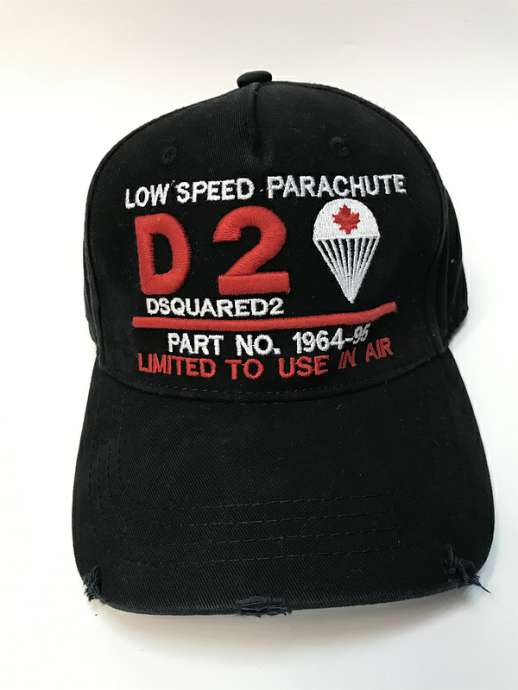 LOW SPEED PARACHUTE
D2
DSQUARED2
PART NO. 1964-95
LIMITED TO USE IN AIR